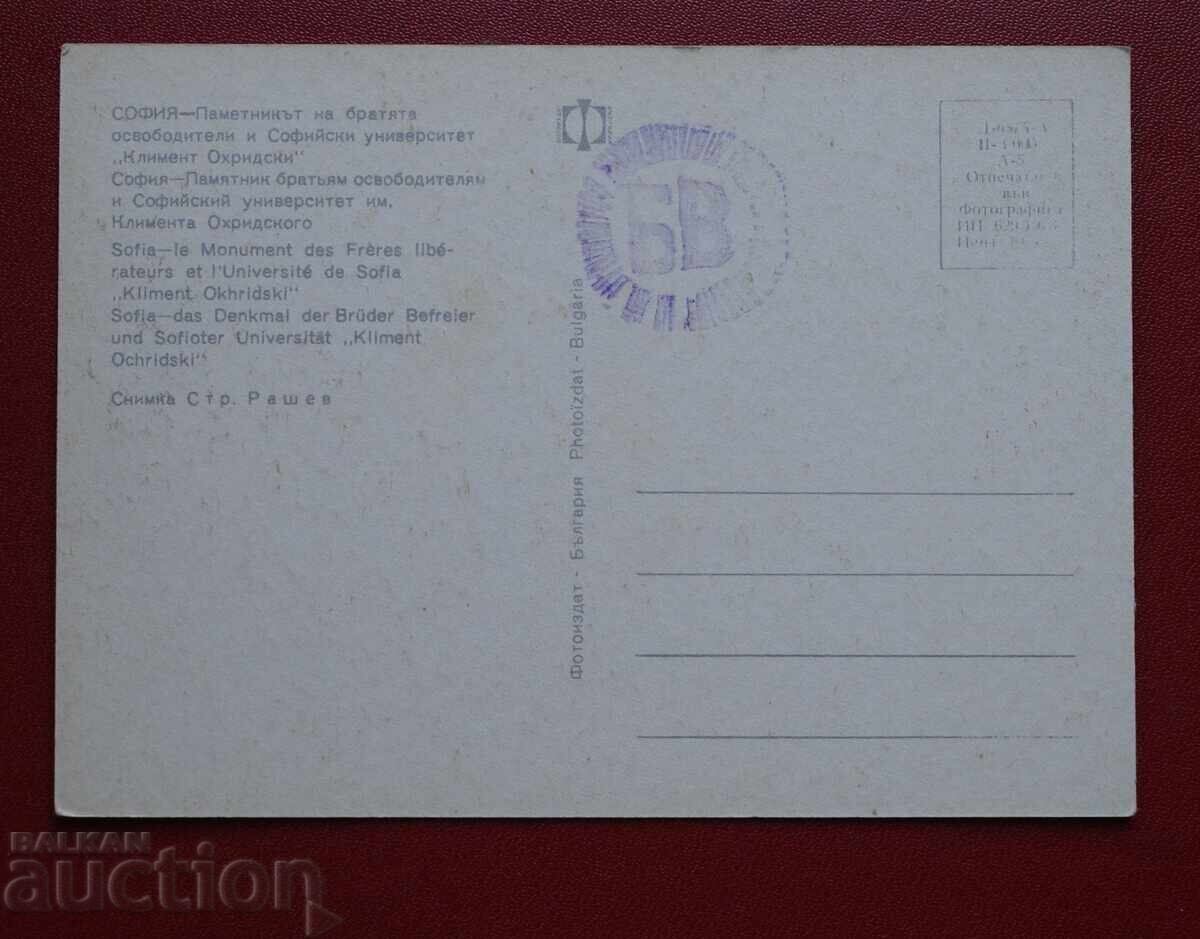 СОФИЯ—Паметникът на братята
освободители и Софийски университет
„Климент Охридски“
София—Памятник братьям освободителям
и Софийский университет им.
Климента Охридского
Sofia—le Monument des Frères libé-
rateurs et l'Université de Sofia
„Kliment Okhridski“
Sofia—das Denkmal der Brüder Befreier
und Sofioter Universität „Kliment
Ochridski“
Снимка Стр. Рашев
Фотоиздат - България Photoizdat - Bulgaria
БВ
във
BALKAN
auction